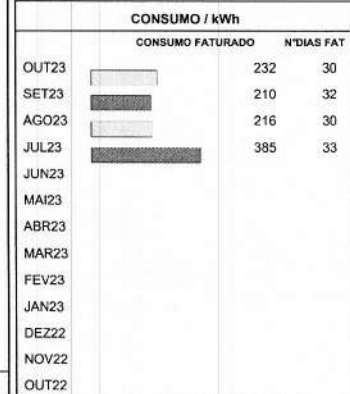 CONSUMO / kWh
CONSUMO FATURADO N°DIAS FAT
OUT23 232 30
SET23 210 32
AGO23 216 30
JUL23 385 33
JUN23
MAI23
ABR23
MAR23
FEV23
JAN23
DEZ22
NOV22
OUT22